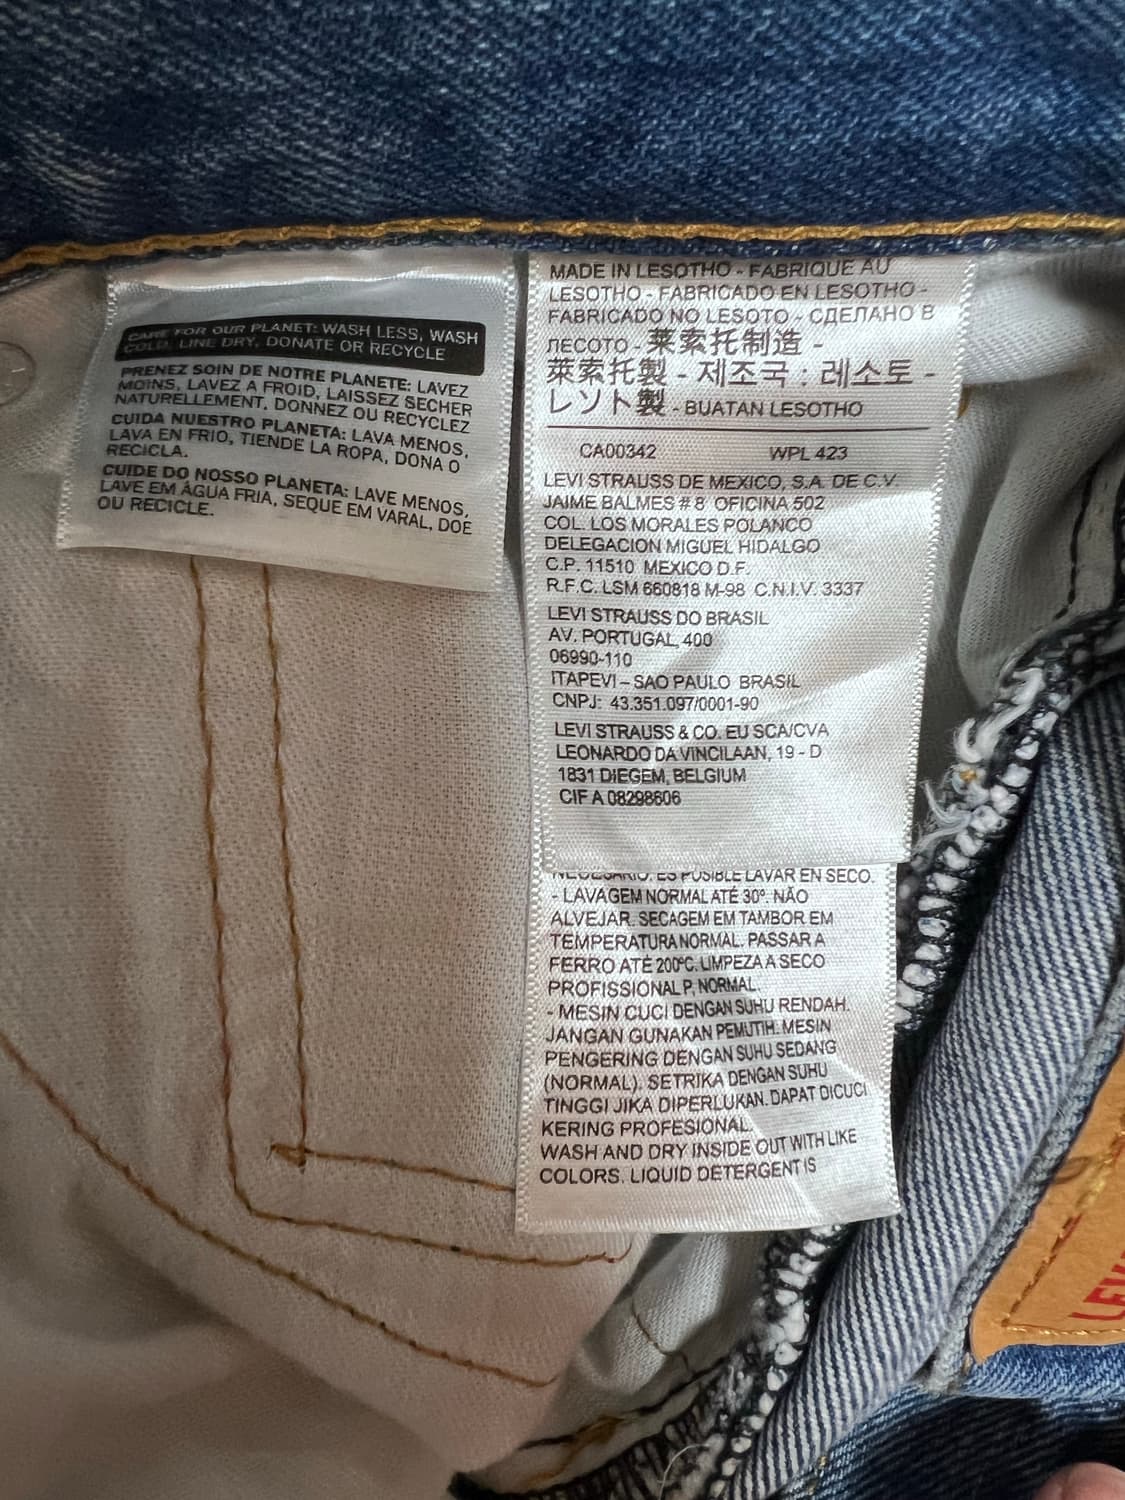 CARE FOR OUR PLANET: WASH LESS, WASH
COLD, LINE DRY, DONATE OR RECYCLE
PRENEZ SOIN DE NOTRE PLANETE: LAVEZ
MOINS, LAVEZ A FROID, LAISSEZ SECHER
NATURELLEMENT, DONNEZ OU RECYCLEZ
CUIDA NUESTRO PLANETA: LAVA MENOS,
LAVA EN FRIO, TIENDE LA ROPA, DONA O
RECICLA.
CUIDE DO NOSSO PLANETA: LAVE MENOS,
LAVE EM ÁGUA FRIA, SEQUE EM VARAL, DOE
OU RECICLE.
MADE IN LESOTHO - FABRIQUE AU
LESOTHO - FABRICADO EN LESOTHO -
FABRICADO NO LESOTO - СДЕЛАНО В
ЛЕСОТО - 莱索托制造 -
萊索托製 - 제조국 : 레소토 -
レソト製 - BUATAN LESOTHO
CA00342 WPL 423
LEVI STRAUSS DE MEXICO, S.A. DE C.V.
JAIME BALMES # 8 OFICINA 502
COL. LOS MORALES POLANCO
DELEGACION MIGUEL HIDALGO
C.P. 11510 MEXICO D.F.
R.F.C. LSM 660818 M-98 C.N.I.V. 3337
LEVI STRAUSS DO BRASIL
AV. PORTUGAL, 400
06990-110
ITAPEVI – SAO PAULO BRASIL
CNPJ: 43.351.097/0001-90
LEVI STRAUSS & CO. EU SCA/CVA
LEONARDO DA VINCILAAN, 19 - D
1831 DIEGEM, BELGIUM
CIF A 08298606
NECESARIO. ES POSIBLE LAVAR EN SECO.
- LAVAGEM NORMAL ATÉ 30°. NÃO
ALVEJAR. SECAGEM EM TAMBOR EM
TEMPERATURA NORMAL. PASSAR A
FERRO ATÉ 200°C. LIMPEZA A SECO
PROFISSIONAL P, NORMAL.
- MESIN CUCI DENGAN SUHU RENDAH.
JANGAN GUNAKAN PEMUTIH. MESIN
PENGERING DENGAN SUHU SEDANG
(NORMAL). SETRIKA DENGAN SUHU
TINGGI JIKA DIPERLUKAN. DAPAT DICUCI
KERING PROFESIONAL.
WASH AND DRY INSIDE OUT WITH LIKE
COLORS. LIQUID DETERGENT IS